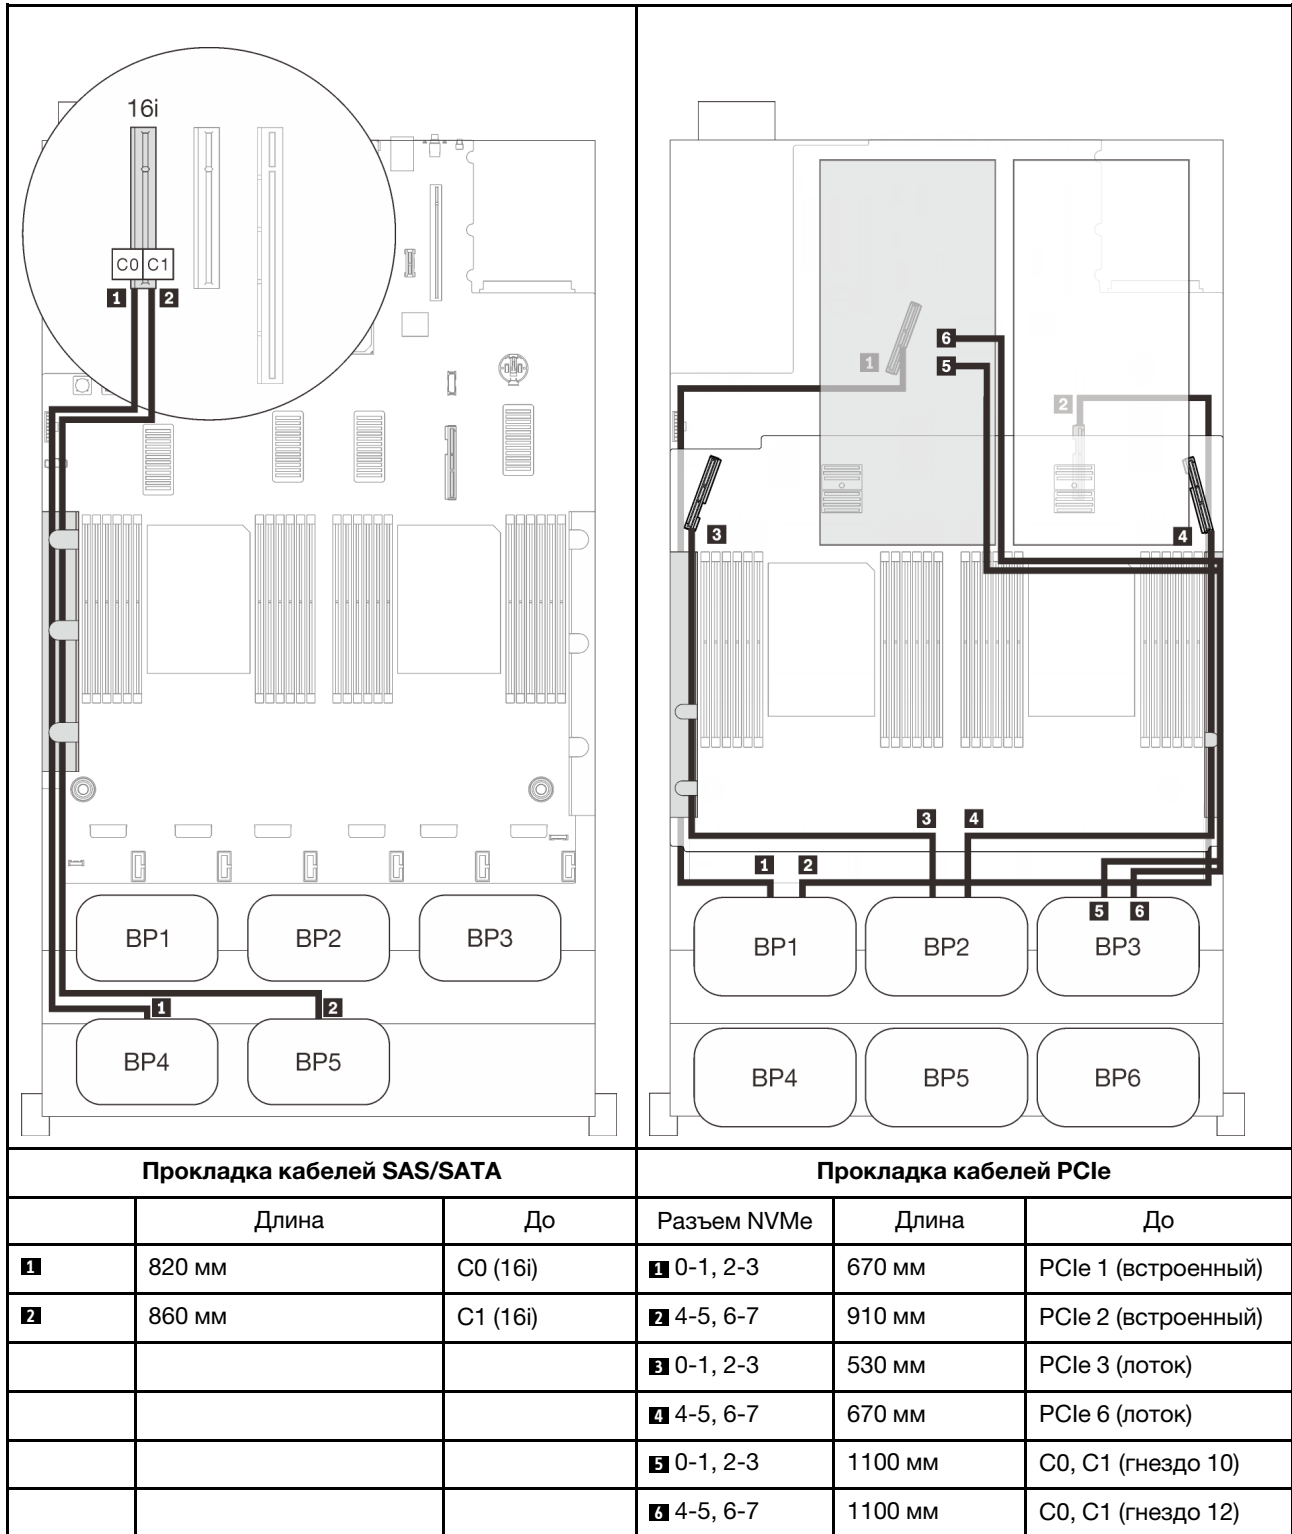 16i
C0 C1
1 2
BP1 BP2 BP3
1 2
BP4 BP5
6
1 5
2
3 4
3 4
1 2
5 6
BP1 BP2 BP3
BP4 BP5 BP6
Прокладка кабелей SAS/SATA Прокладка кабелей PCIe
Длина До Разъем NVMe Длина До
1 820 мм C0 (16i) 1 0-1, 2-3 670 мм PCIe 1 (встроенный)
2 860 мм C1 (16i) 2 4-5, 6-7 910 мм PCIe 2 (встроенный)
3 0-1, 2-3 530 мм PCIe 3 (лоток)
4 4-5, 6-7 670 мм PCIe 6 (лоток)
5 0-1, 2-3 1100 мм C0, C1 (гнездо 10)
6 4-5, 6-7 1100 мм C0, C1 (гнездо 12)